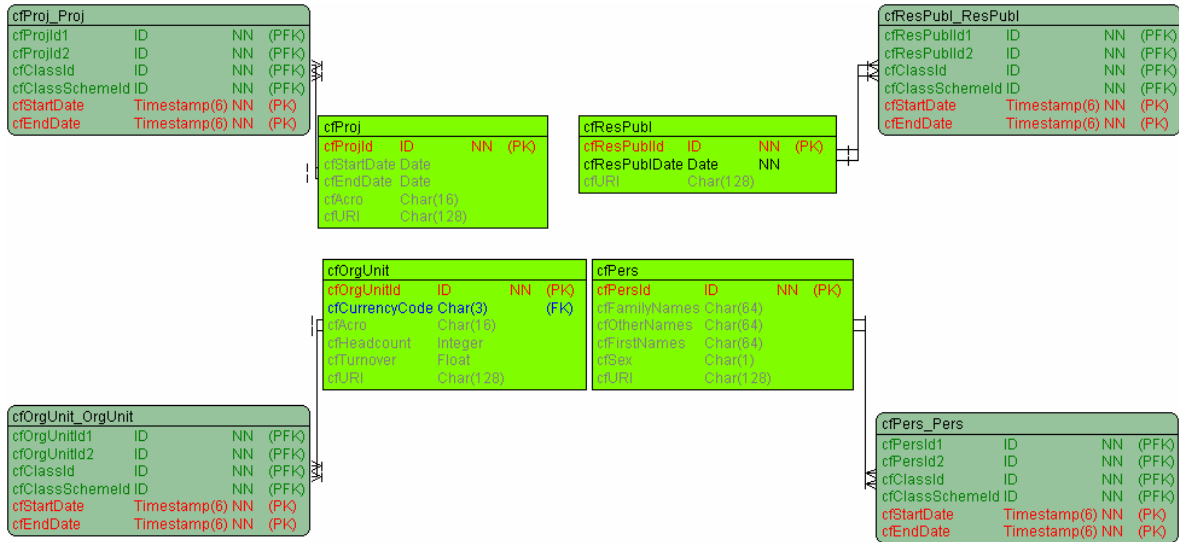 cfProj_Proj
cfProjId1 ID NN (PFK)
cfProjId2 ID NN (PFK)
cfClassId ID NN (PFK)
cfClassSchemeId ID NN (PFK)
cfStartDate Timestamp(6) NN (PK)
cfEndDate Timestamp(6) NN (PK)
cfResPubl_ResPubl
cfResPublId1 ID NN (PFK)
cfResPublId2 ID NN (PFK)
cfClassId ID NN (PFK)
cfClassSchemeId ID NN (PFK)
cfStartDate Timestamp(6) NN (PK)
cfEndDate Timestamp(6) NN (PK)
cfProj
cfProjId ID NN (PK)
cfStartDate Date
cfEndDate Date
cfAcro Char(16)
cfURI Char(128)
cfResPubl
cfResPublId ID NN (PK)
cfResPublDate Date NN
cfURI Char(128)
cfOrgUnit
cfOrgUnitId ID NN (PK)
cfCurrencyCode Char(3) (FK)
cfAcro Char(16)
cfHeadcount Integer
cfTurnover Float
cfURI Char(128)
cfPers
cfPersId ID NN (PK)
cfFamilyNames Char(64)
cfOtherNames Char(64)
cfFirstNames Char(64)
cfSex Char(1)
cfURI Char(128)
cfOrgUnit_OrgUnit
cfOrgUnitId1 ID NN (PFK)
cfOrgUnitId2 ID NN (PFK)
cfClassId ID NN (PFK)
cfClassSchemeId ID NN (PFK)
cfStartDate Timestamp(6) NN (PK)
cfEndDate Timestamp(6) NN (PK)
cfPers_Pers
cfPersId1 ID NN (PFK)
cfPersId2 ID NN (PFK)
cfClassId ID NN (PFK)
cfClassSchemeId ID NN (PFK)
cfStartDate Timestamp(6) NN (PK)
cfEndDate Timestamp(6) NN (PK)